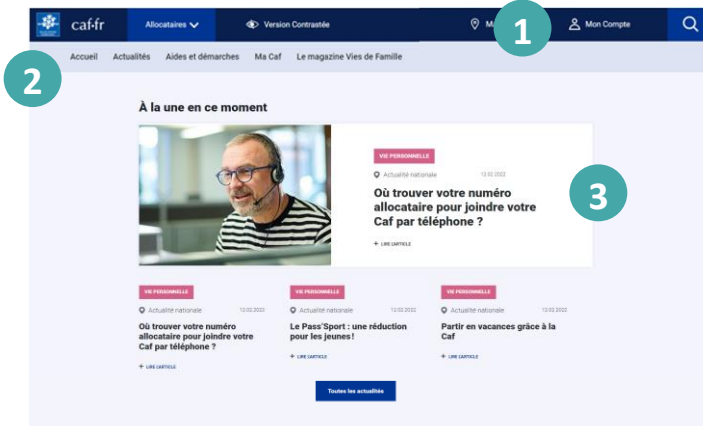 caf·fr
Allocataires
Version Contrastée
1
Mon Compte
2
Accueil
Actualités
Aides et démarches
Ma Caf
Le magazine Vies de Famille
À la une en ce moment
VIE PERSONNELLE
Actualité nationale
12.02.2022
Où trouver votre numéro
allocataire pour joindre votre
Caf par téléphone ?
+ LIRE L'ARTICLE
3
VIE PERSONNELLE
Actualité nationale
12.02.2022
Où trouver votre numéro
allocataire pour joindre votre
Caf par téléphone ?
+ LIRE L'ARTICLE
VIE PERSONNELLE
Actualité nationale
12.02.2022
Le Pass'Sport : une réduction
pour les jeunes !
+ LIRE L'ARTICLE
VIE PERSONNELLE
Actualité nationale
12.02.2022
Partir en vacances grâce à la
Caf
+ LIRE L'ARTICLE
Toutes les actualités